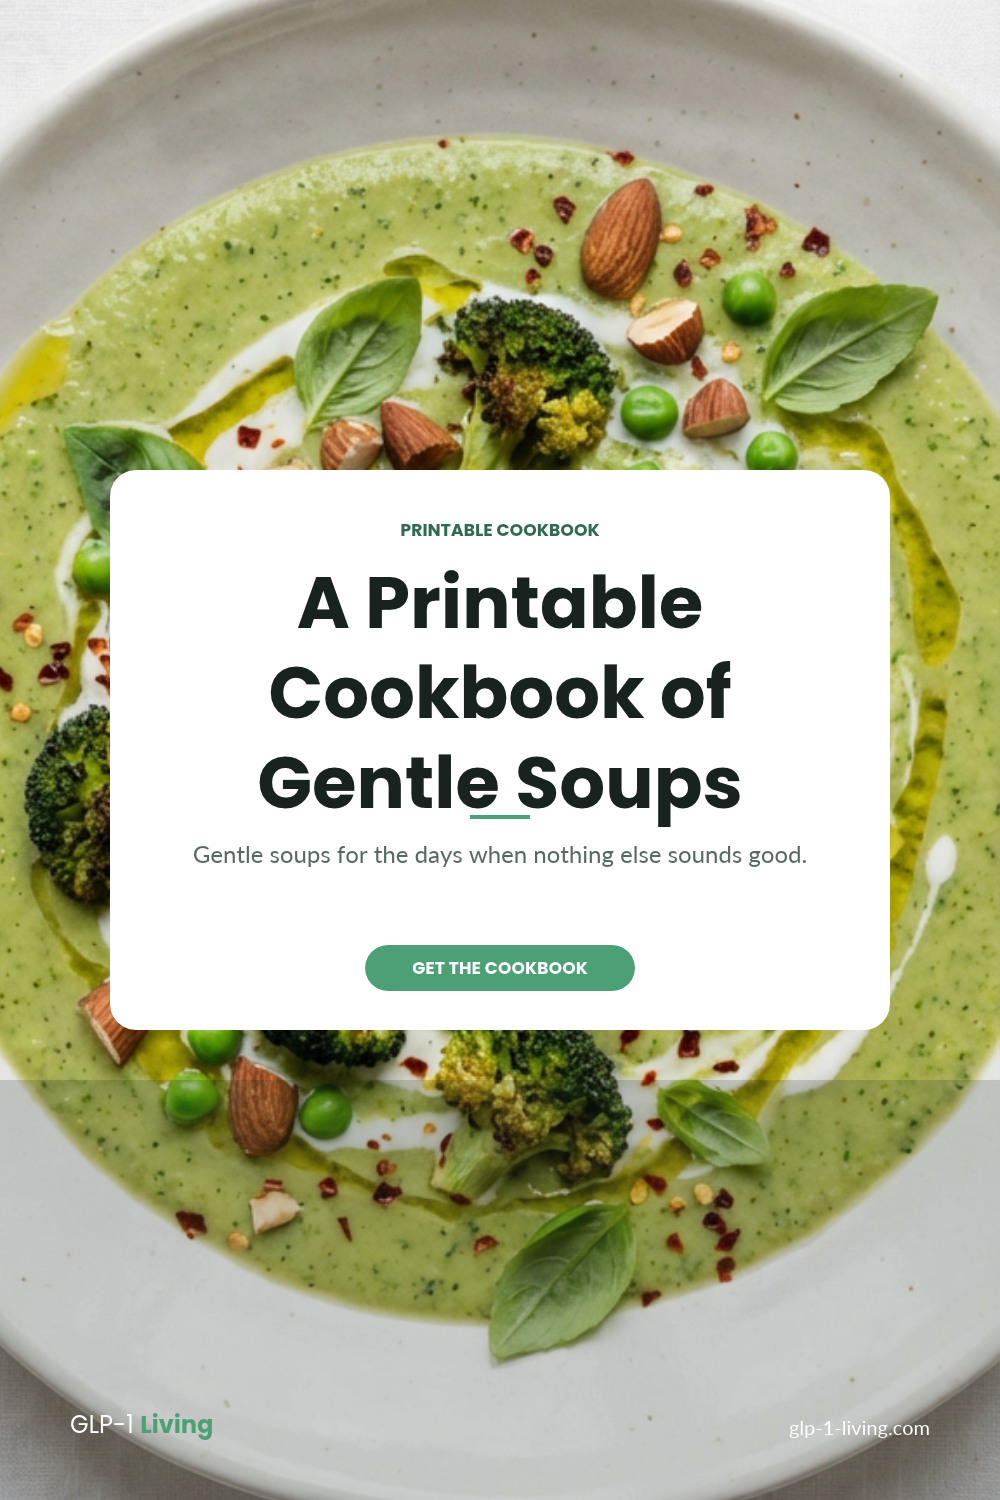 PRINTABLE COOKBOOK
A Printable
Cookbook of
Gentle Soups
Gentle soups for the days when nothing else sounds good.
GET THE COOKBOOK
GLP-1 Living
glp-1-living.com